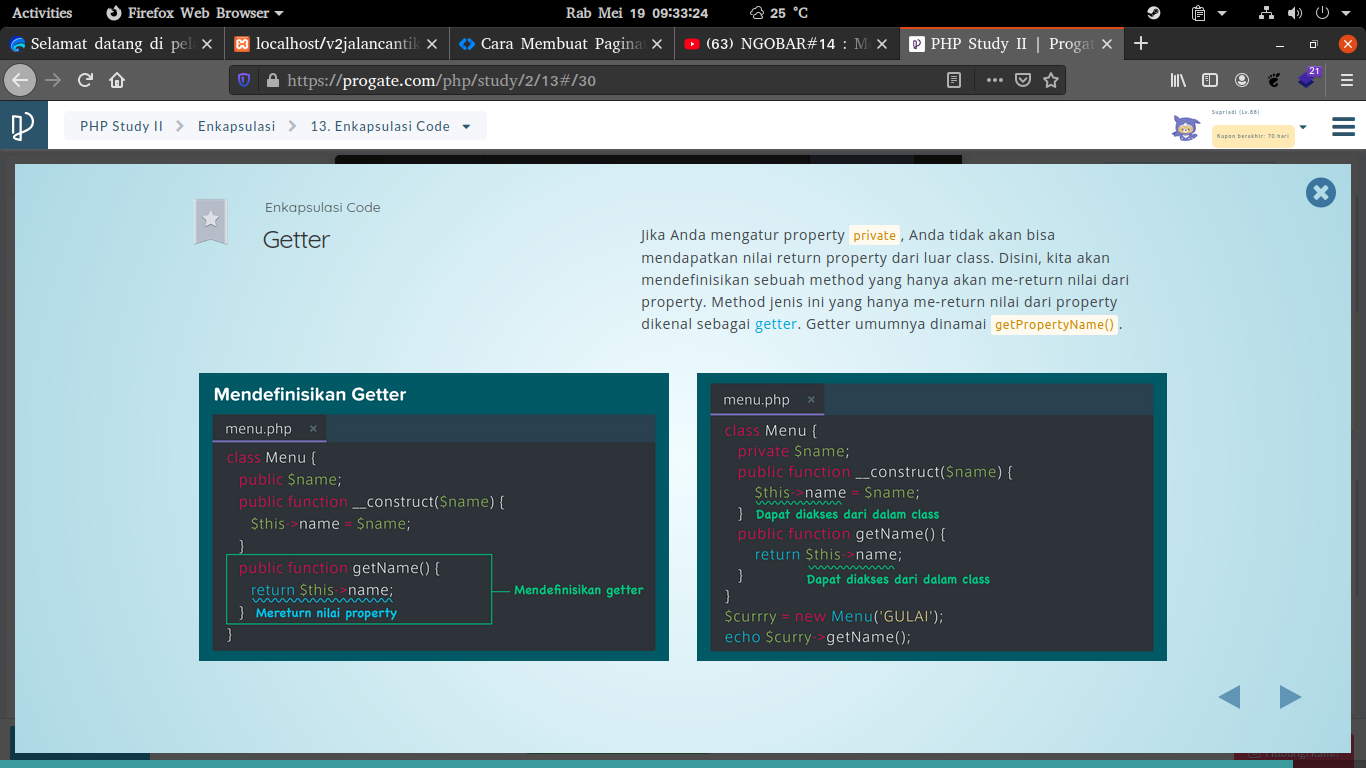 Activities
Firefox Web Browser
Rab Mei 19 09:33:24
25 °C
Selamat datang di pel
localhost/v2jalancantik
Cara Membuat Pagina
(63) NGOBAR#14 : M
PHP Study II | Progat
https://progate.com/php/study/2/13#/30
21
PHP Study II
Enkapsulasi
13. Enkapsulasi Code
Supriadi (Lv.88)
Kupon berakhir: 70 hari
Enkapsulasi Code
Getter
Jika Anda mengatur property private, Anda tidak akan bisa
mendapatkan nilai return property dari luar class. Disini, kita akan
mendefinisikan sebuah method yang hanya akan me-return nilai dari
property. Method jenis ini yang hanya me-return nilai dari property
dikenal sebagai getter. Getter umumnya dinamai getPropertyName().
Mendefinisikan Getter
menu.php ×
class Menu {
public $name;
public function __construct($name) {
$this->name = $name;
}
public function getName() {
return $this->name;
Mendefinisikan getter
} Mereturn nilai property
}
menu.php ×
class Menu {
private $name;
public function __construct($name) {
$this->name = $name;
} Dapat diakses dari dalam class
public function getName() {
return $this->name;
} Dapat diakses dari dalam class
}
$currry = new Menu('GULAI');
echo $curry->getName();